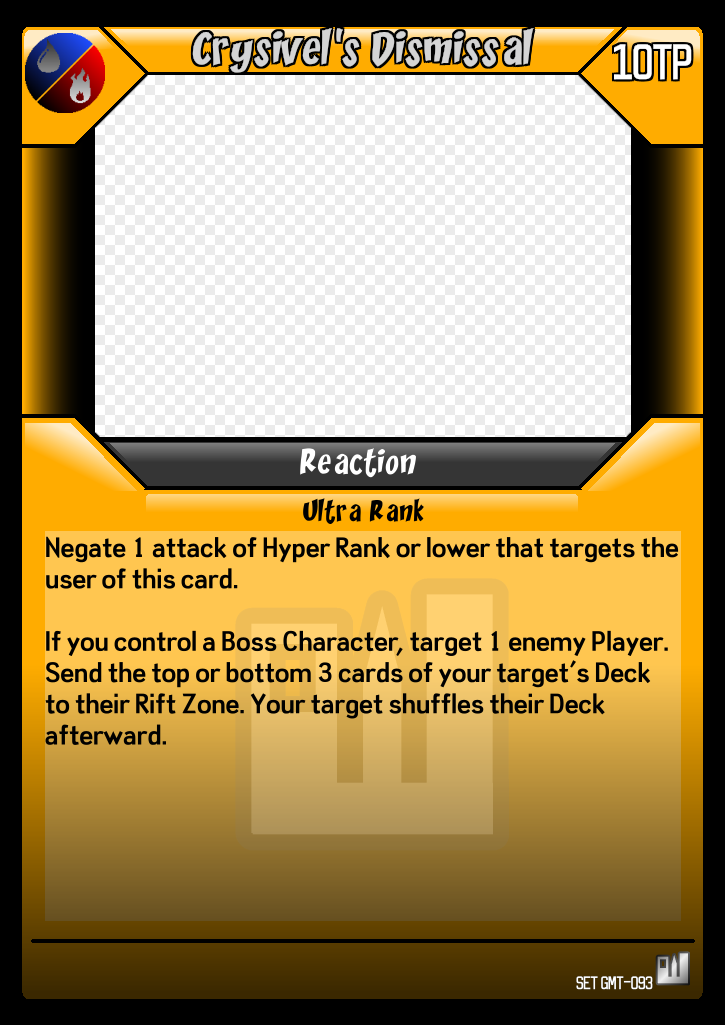 Crysivel's Dismissal
10TP
Reaction
Ultra Rank
Negate 1 attack of Hyper Rank or lower that targets the
user of this card.
If you control a Boss Character, target 1 enemy Player.
Send the top or bottom 3 cards of your target's Deck
to their Rift Zone. Your target shuffles their Deck
afterward.
SET GMT-093